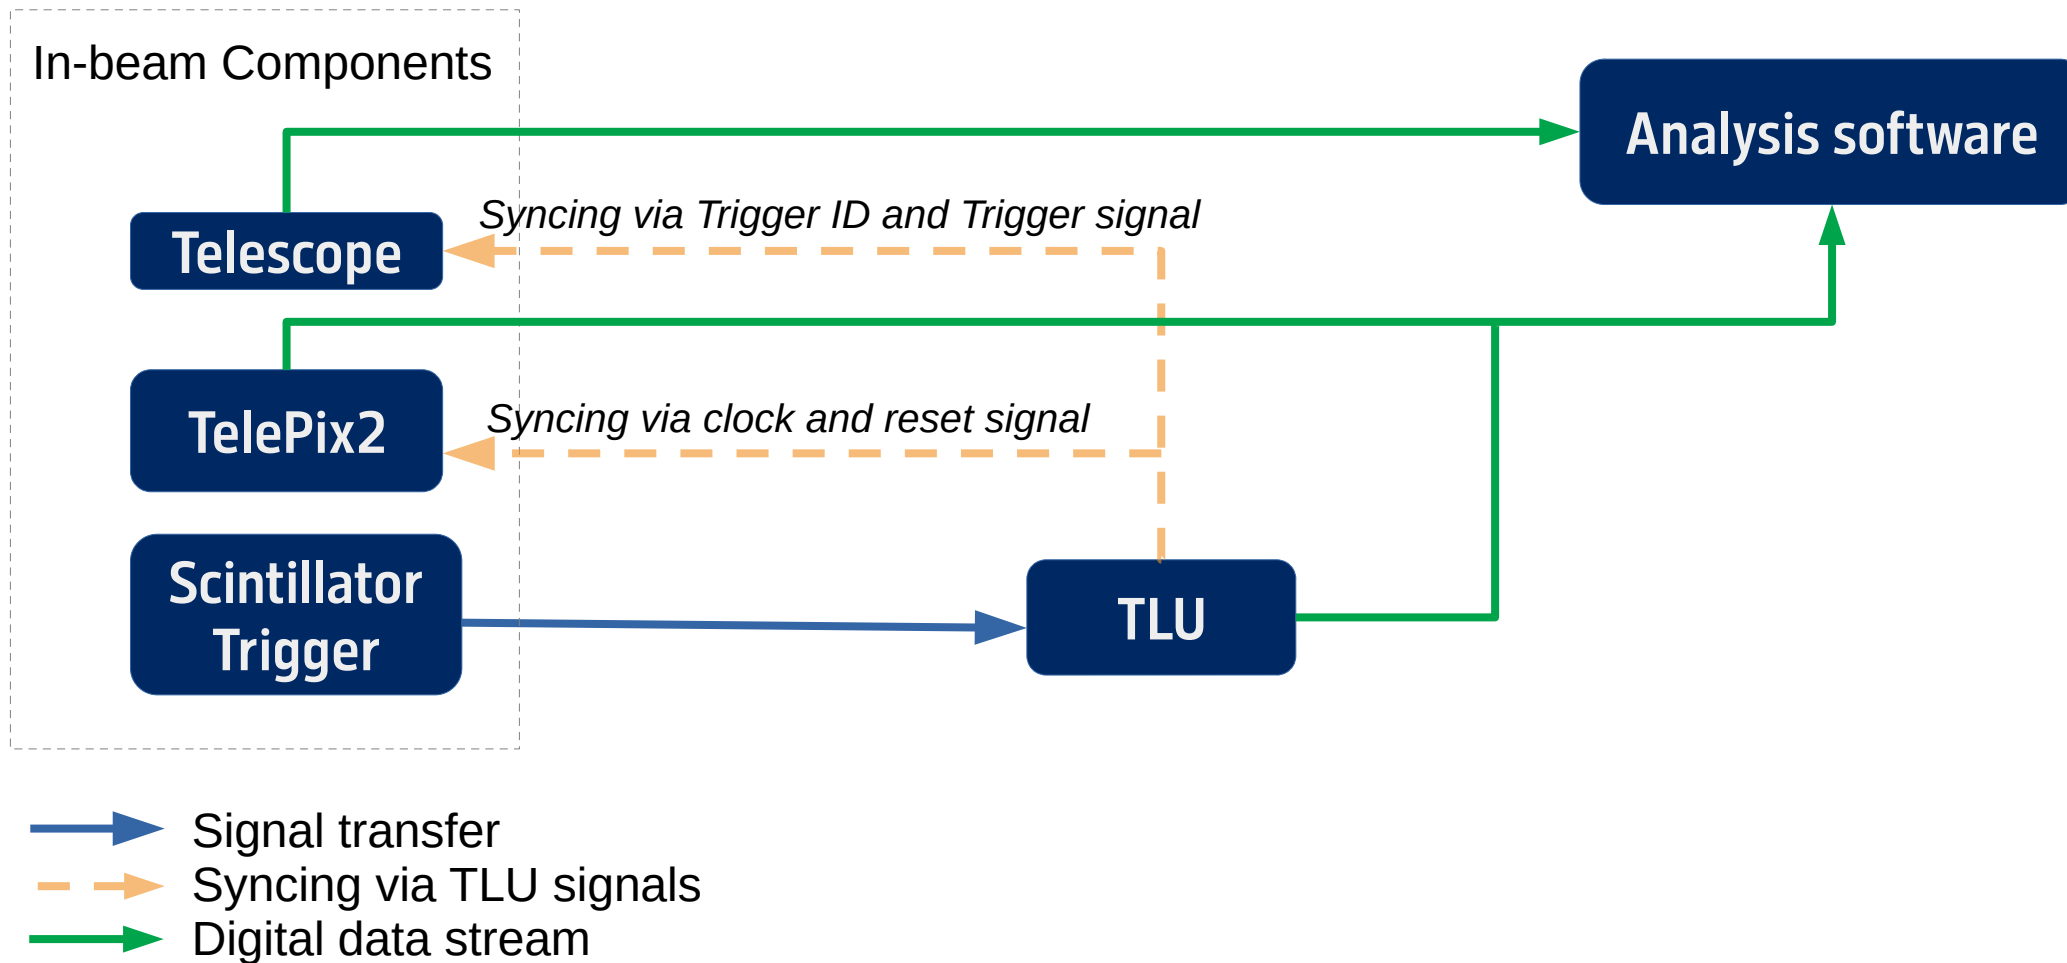 In-beam Components
Analysis software
Syncing via Trigger ID and Trigger signal
Telescope
Syncing via clock and reset signal
TelePix2
Scintillator
Trigger
TLU
Signal transfer
Syncing via TLU signals
Digital data stream